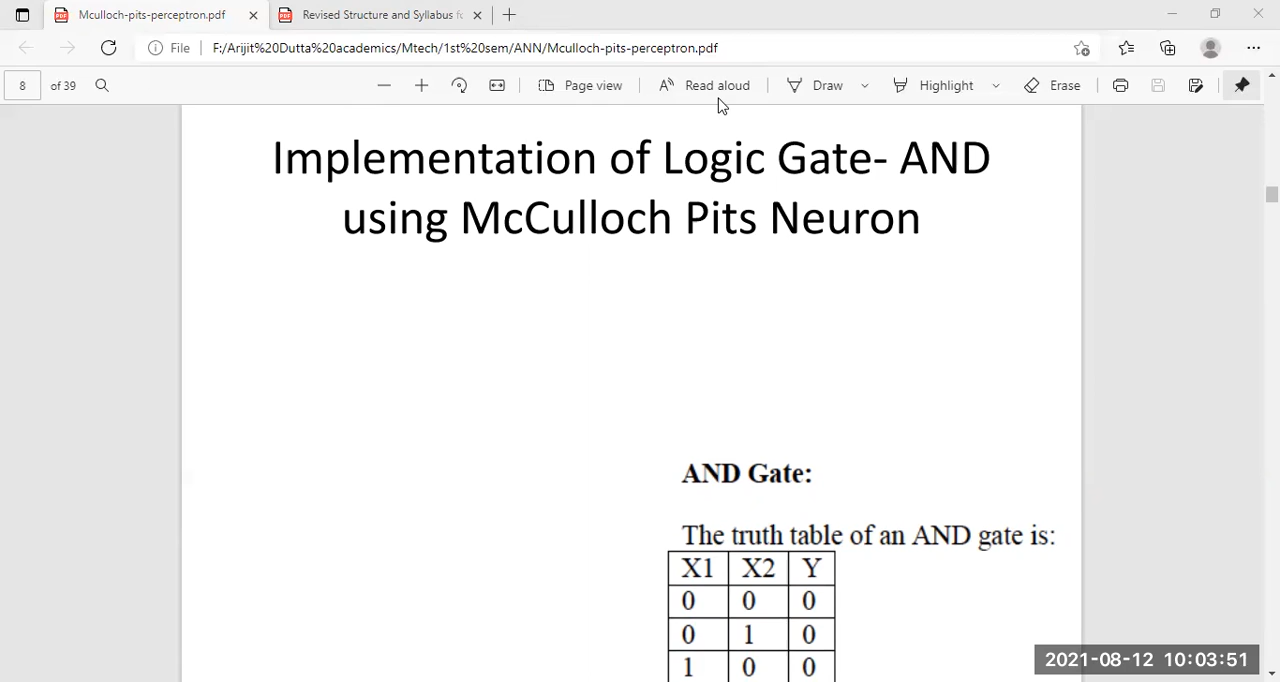 Mculloch-pits-perceptron.pdf
Revised Structure and Syllabus fo
File
F:/Arijit%20Dutta%20academics/Mtech/1st%20sem/ANN/Mculloch-pits-perceptron.pdf
8 of 39
Page view
Read aloud
Draw
Highlight
Erase
Implementation of Logic Gate- AND
using McCulloch Pits Neuron
AND Gate:
The truth table of an AND gate is:
X1 X2 Y
0 0 0
0 1 0
1 0 0
2021-08-12 10:03:51